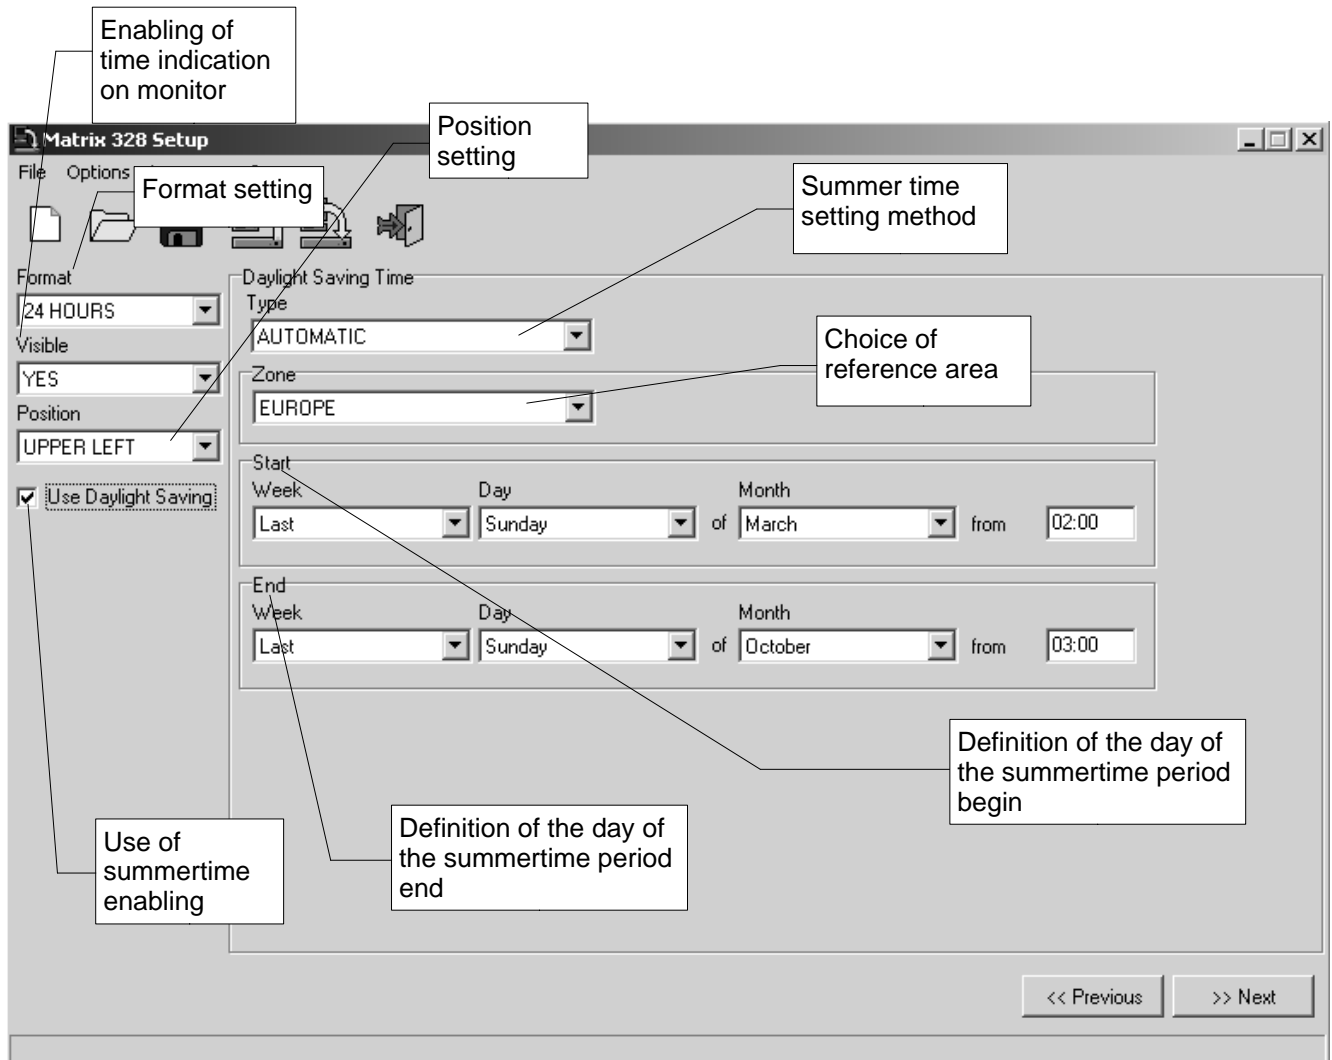 Enabling of
time indication
on monitor
Position
setting
Matrix 328 Setup
File Options
Format setting
Summer time
setting method
Format
Daylight Saving Time
24 HOURS
Type
Visible
AUTOMATIC
Choice of
reference area
YES
Zone
Position
EUROPE
UPPER LEFT
Start
Use Daylight Saving
Week Day Month
Last Sunday of March from 02:00
End
Week Day Month
Last Sunday of October from 03:00
Definition of the day of
the summertime period
begin
Definition of the day of
the summertime period
end
Use of
summertime
enabling
<< Previous >> Next